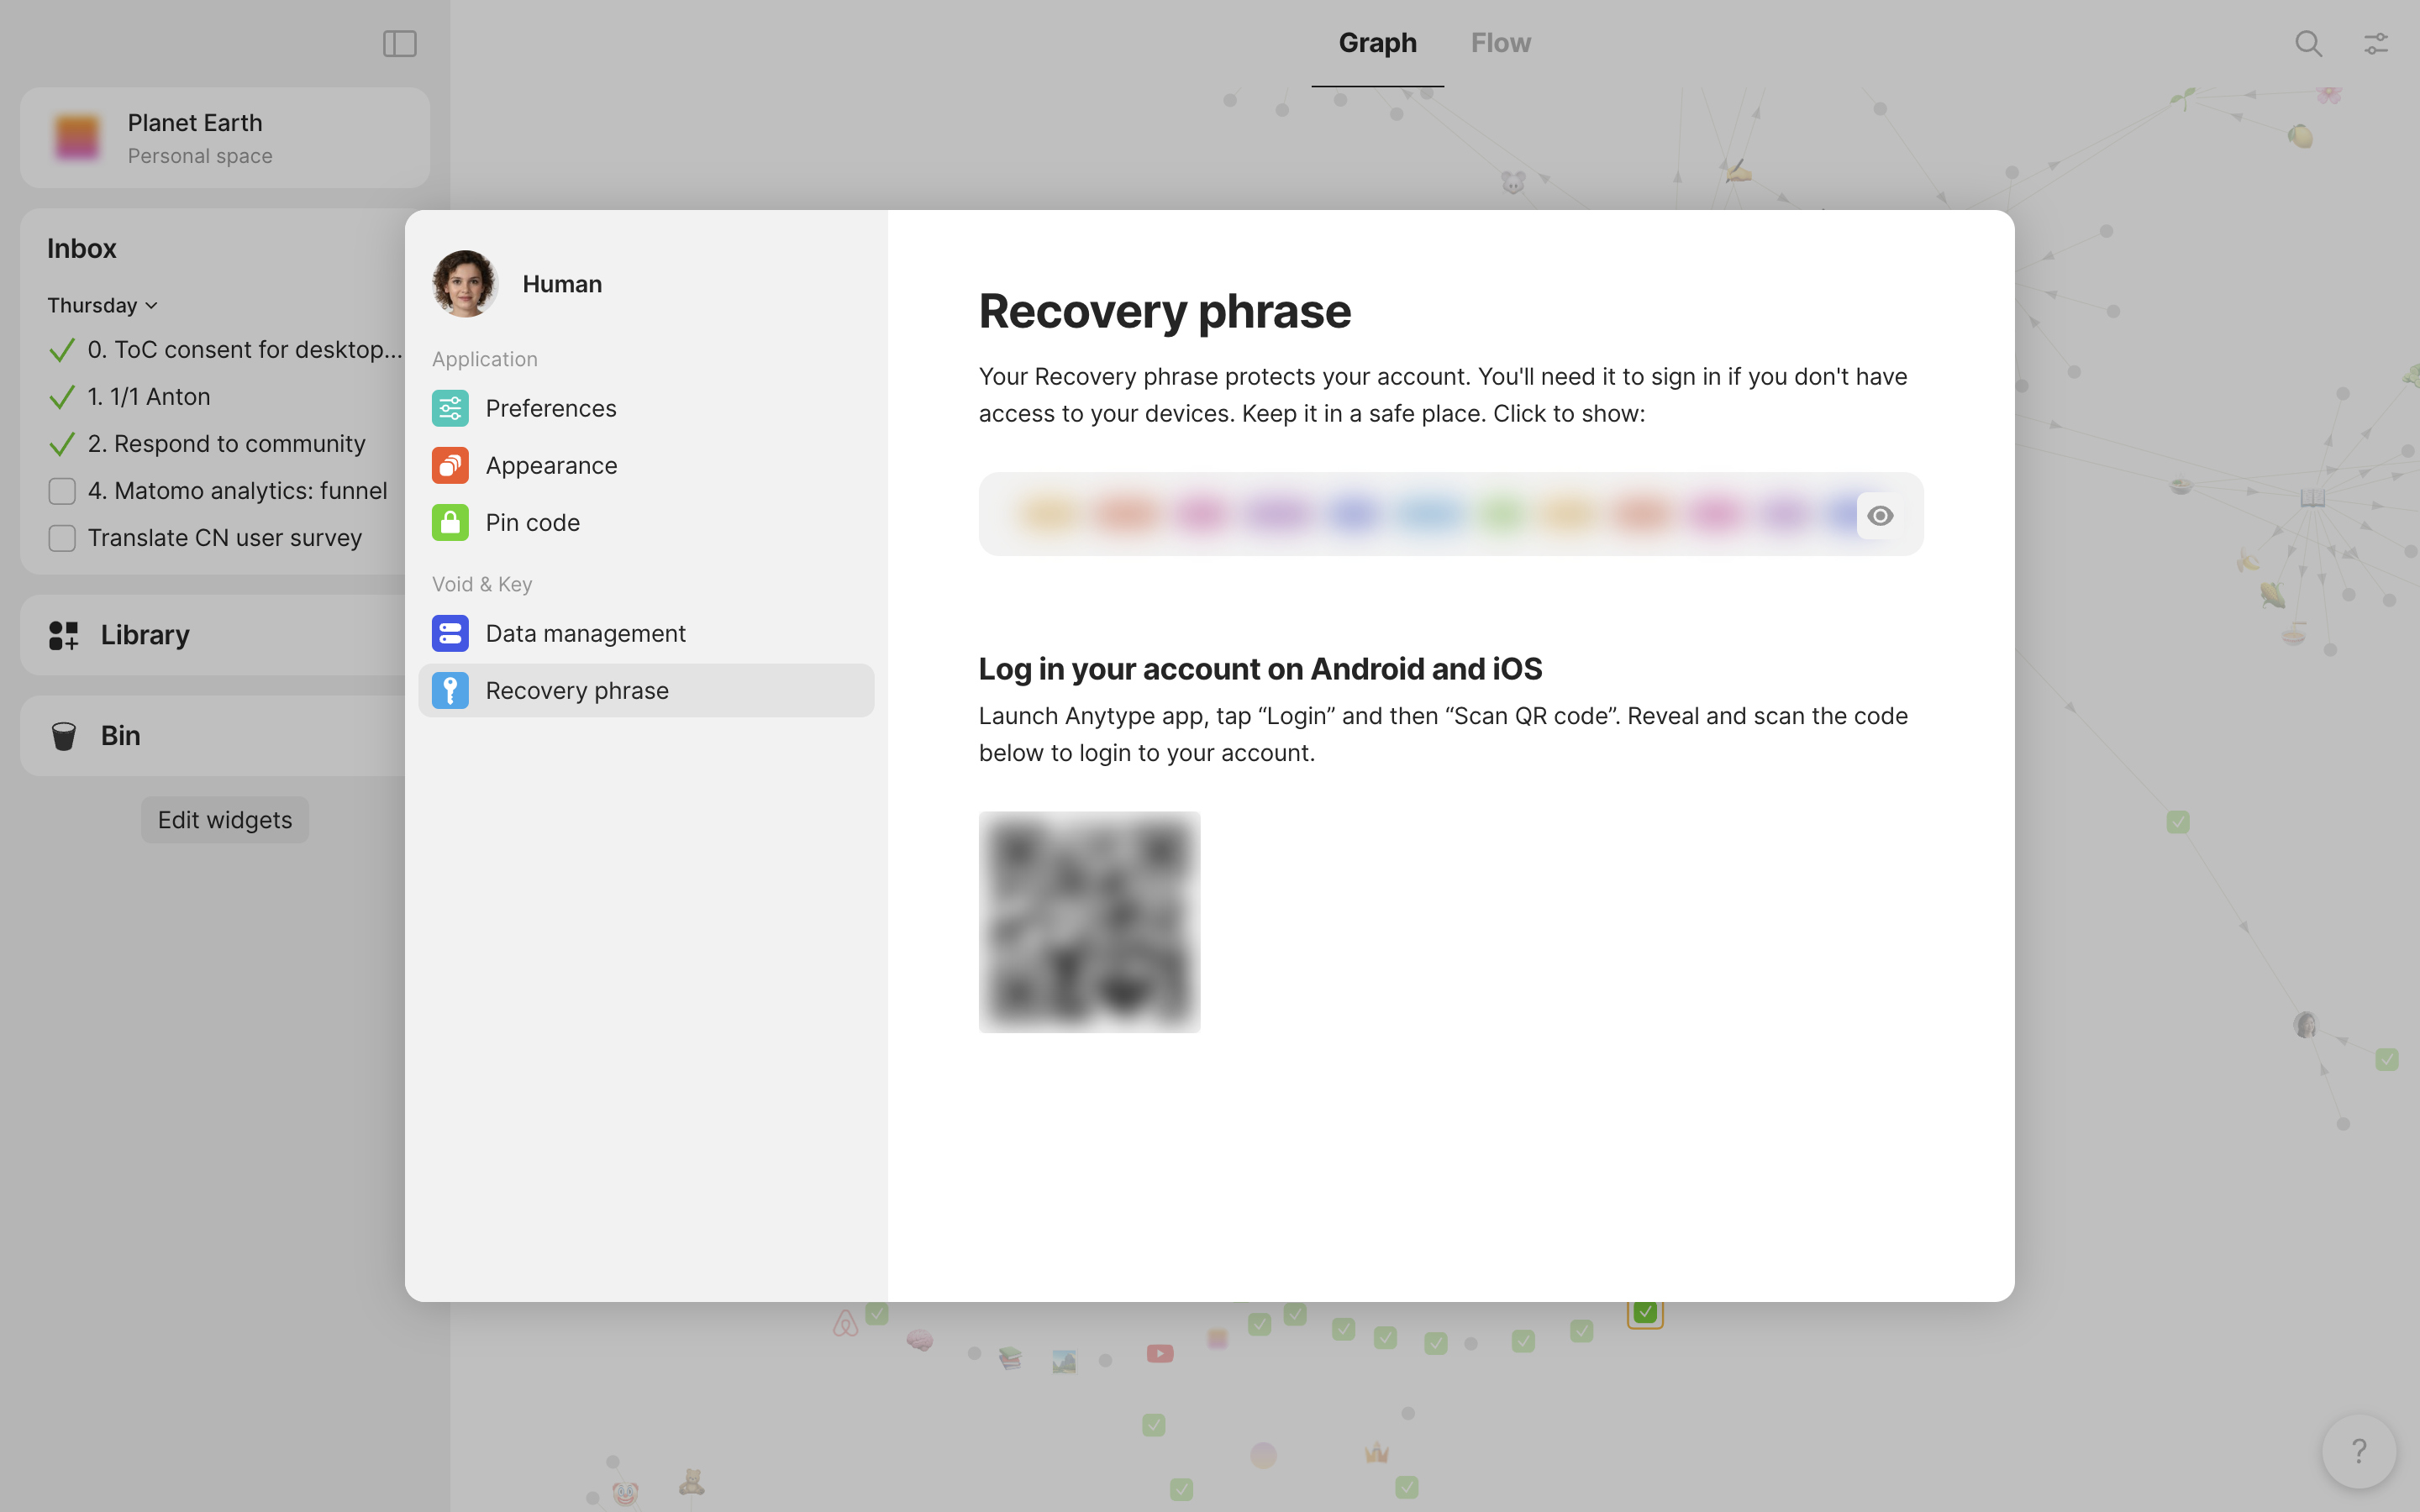 Graph
Flow
Planet Earth
Personal space
Inbox
Thursday
0. ToC consent for desktop...
1. 1/1 Anton
2. Respond to community
4. Matomo analytics: funnel
Translate CN user survey
Library
Bin
Edit widgets
Human
Application
Preferences
Appearance
Pin code
Void & Key
Data management
Recovery phrase
Recovery phrase
Your Recovery phrase protects your account. You'll need it to sign in if you don't have
access to your devices. Keep it in a safe place. Click to show:
Log in your account on Android and iOS
Launch Anytype app, tap “Login” and then “Scan QR code”. Reveal and scan the code
below to login to your account.
?